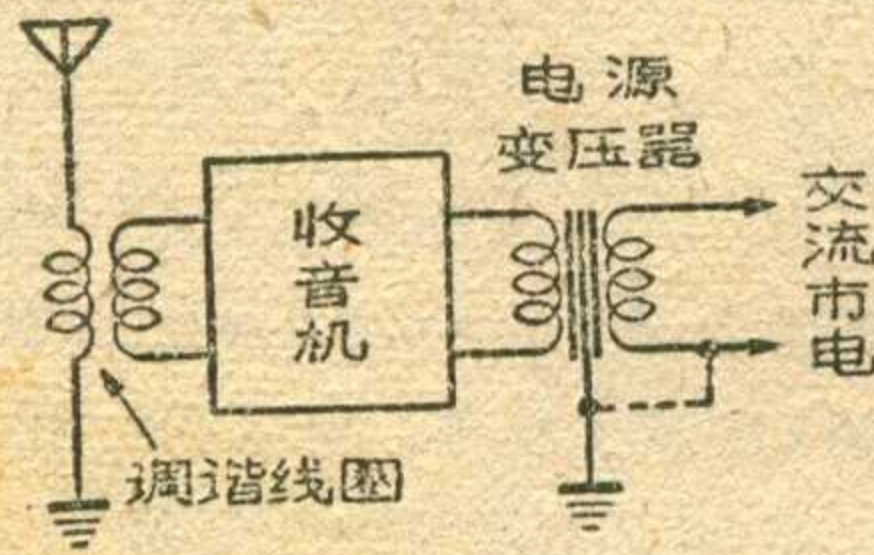 电源
变压器
收音机
交流市电
调谐线圈